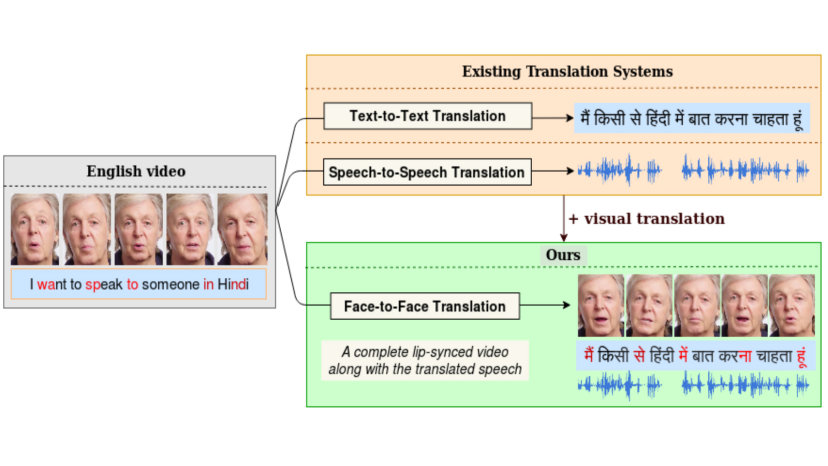 Existing Translation Systems
Text-to-Text Translation
मैं किसी से हिंदी में बात करना चाहता हूं
Speech-to-Speech Translation
English video
I want to speak to someone in Hindi
+ visual translation
Ours
Face-to-Face Translation
A complete lip-synced video
along with the translated speech
मैं किसी से हिंदी में बात करना चाहता हूं